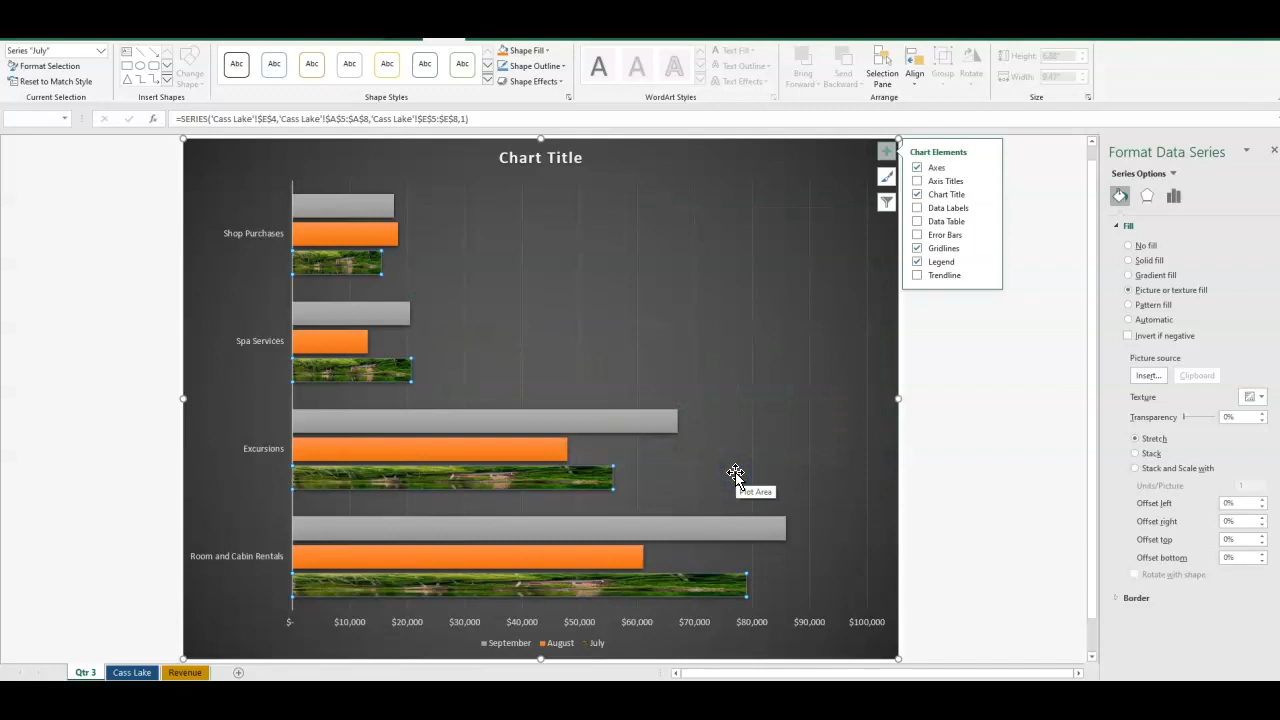 Series "July"
Format Selection
Reset to Match Style
Current Selection
Change
Shape
Insert Shapes
Abc Abc Abc Abc Abc Abc Abc
Shape Fill
Shape Outline
Shape Effects
Shape Styles
A A A
Text Fill
Text Outline
Text Effects
WordArt Styles
Bring
Forward
Send
Backward
Selection
Pane
Align
Group
Rotate
Arrange
Height:
Width:
Size
fx
=SERIES('Cass Lake'!$E$4,'Cass Lake'!$A$5:$A$8,'Cass Lake'!$E$5:$E$8,1)
Chart Title
Shop Purchases
Spa Services
Excursions
Room and Cabin Rentals
$- $10,000 $20,000 $30,000 $40,000 $50,000 $60,000 $70,000 $80,000 $90,000 $100,000
September August July
Plot Area
Chart Elements
Axes
Axis Titles
Chart Title
Data Labels
Data Table
Error Bars
Gridlines
Legend
Trendline
Format Data Series
Series Options
Fill
No fill
Solid fill
Gradient fill
Picture or texture fill
Pattern fill
Automatic
Invert if negative
Picture source
Insert... Clipboard
Texture
Transparency 0%
Stretch
Stack
Stack and Scale with
Units/Picture 1
Offset left 0%
Offset right 0%
Offset top 0%
Offset bottom 0%
Rotate with shape
Border
Qtr 3 Cass Lake Revenue